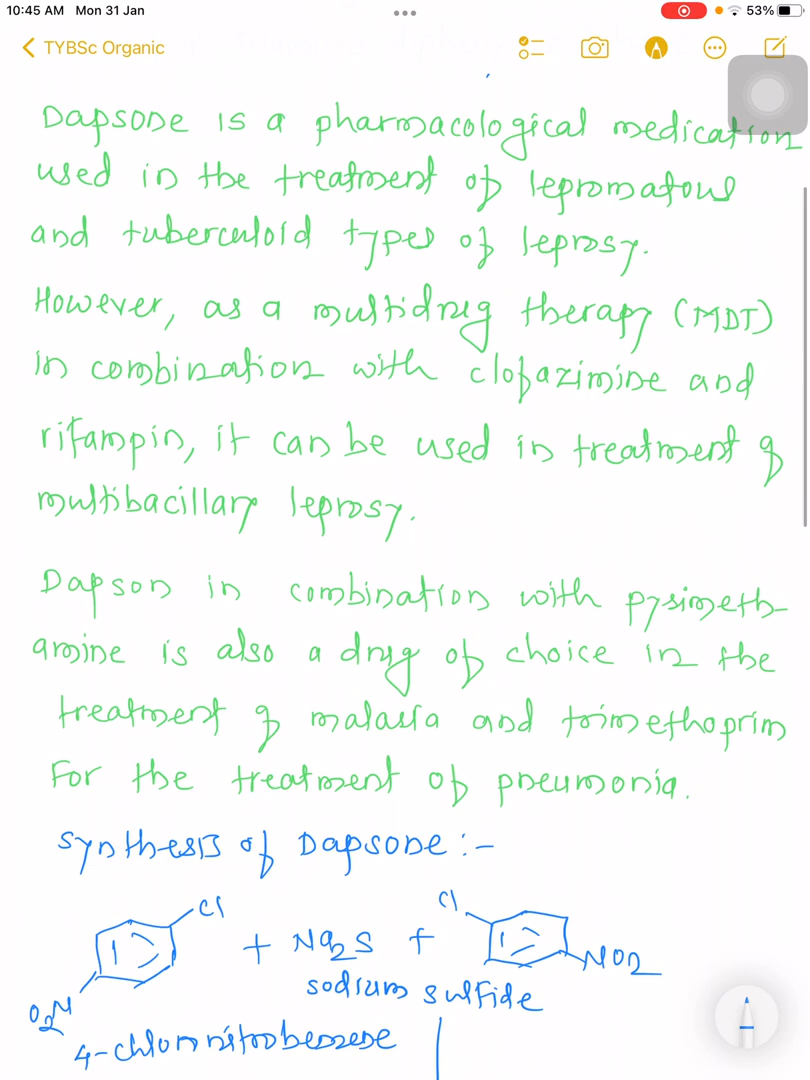 10:45 AM Mon 31 Jan
53%
TYBSc Organic
Dapsone is a pharmacological medication
used in the treatment of lepromatous
and tuberculoid types of leprosy.
However, as a multidrug therapy (MDT)
in combination with clofazimine and
rifampin, it can be used in treatment of
multibacillary leprosy.
Dapson in combination with pyrimeth-
amine is also a drug of choice in the
treatment of malaria and trimethoprim
For the treatment of pneumonia.
Synthesis of Dapsone :-
Cl + Na2S + Cl
O2N NO2
sodium sulfide
4-chloronitrobenzene